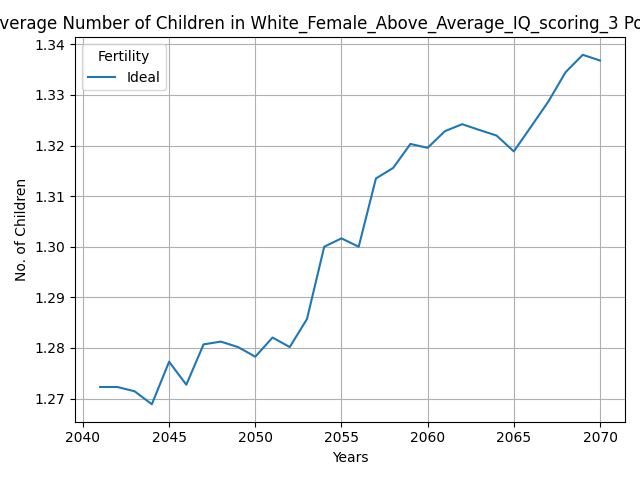 verage Number of Children in White_Female_Above_Average_IQ_scoring_3 Po
1.34
1.33
1.32
1.31
1.30
1.29
1.28
1.27
No. of Children
Fertility
Ideal
2040 2045 2050 2055 2060 2065 2070
Years